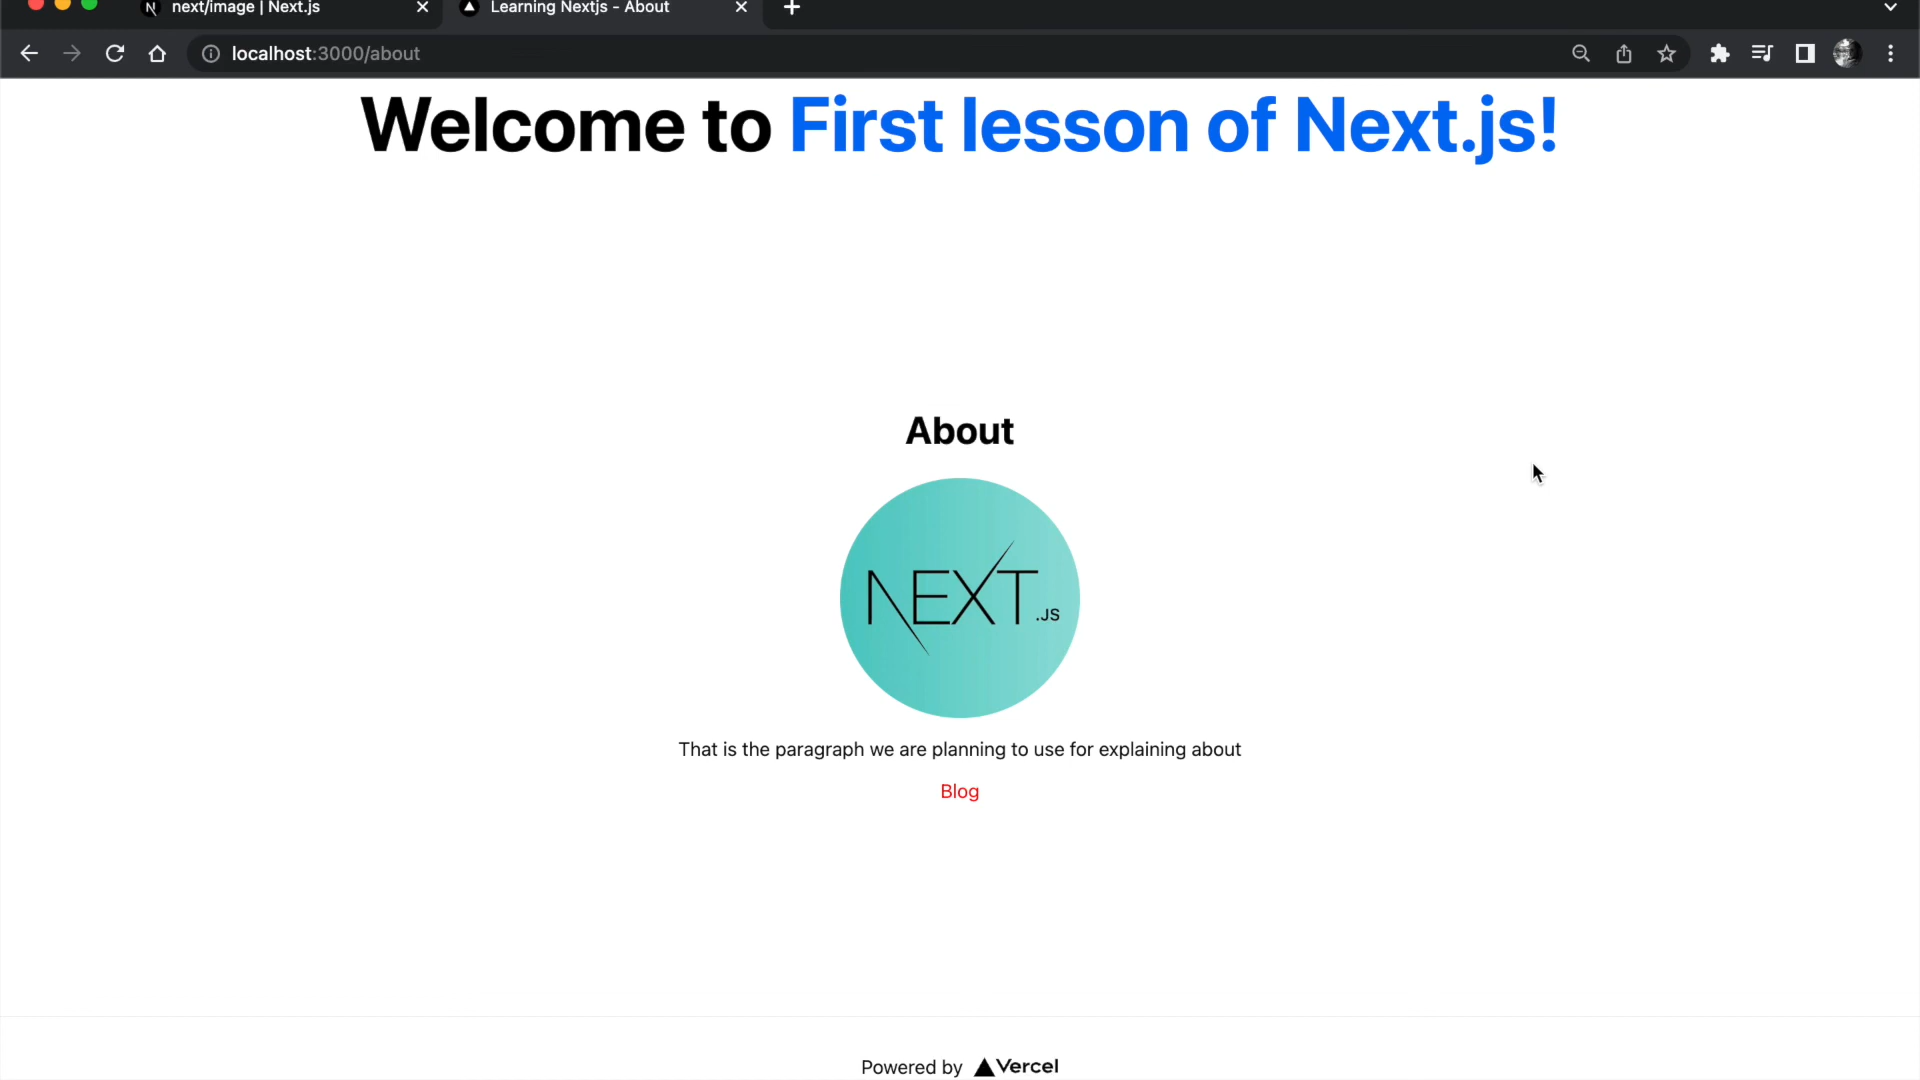 next/image | Next.js
Learning Nextjs - About
localhost:3000/about
Welcome to First lesson of Next.js!
About
NEXT.JS
That is the paragraph we are planning to use for explaining about
Blog
Powered by Vercel